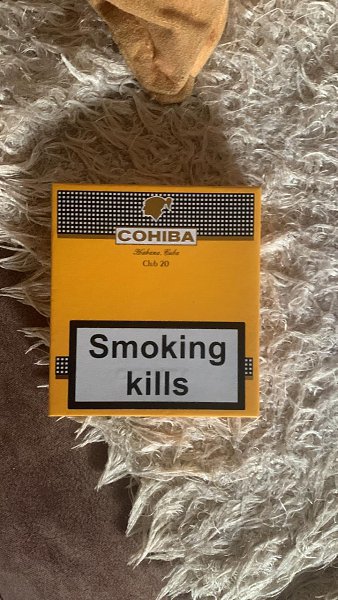 COHIBA
Habana, Cuba
Club 20
Smoking
kills